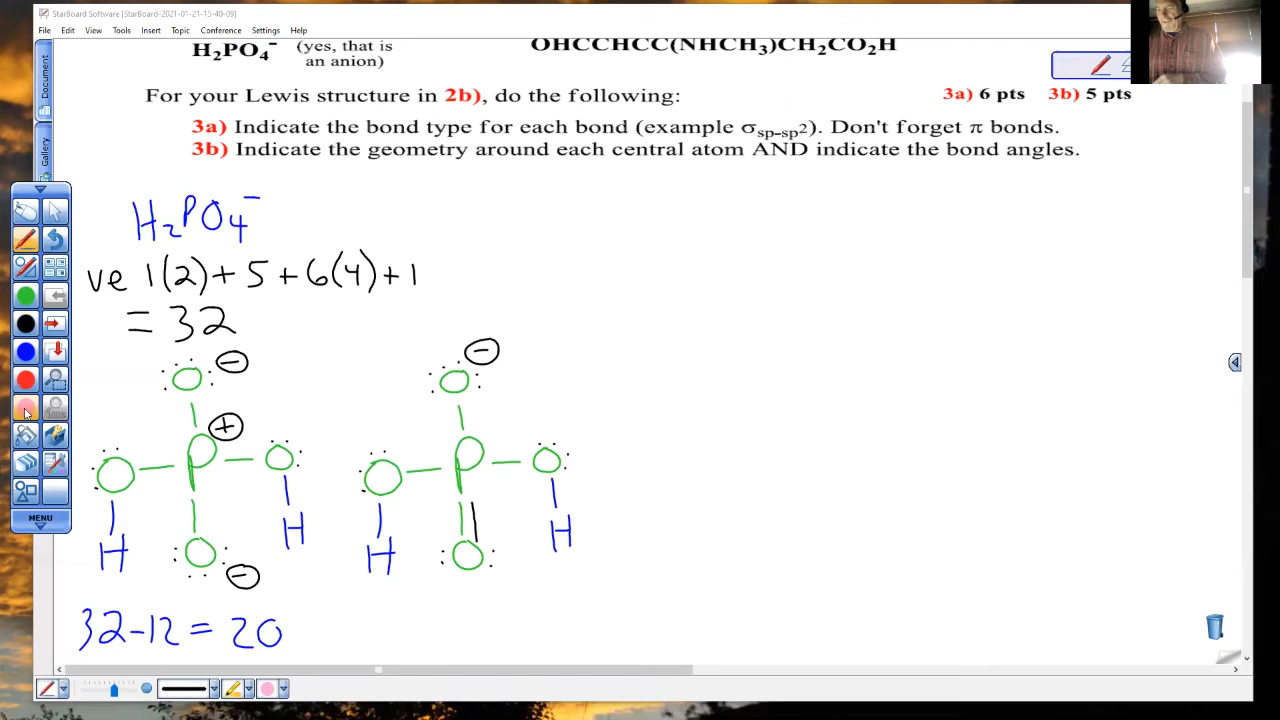 StarBoard Software [StarBoard-2021-01-21-15-40-09]
File Edit View Tools Insert Topic Conference Settings Help
Document
Gallery
H₂PO₄⁻ (yes, that is
an anion)
OHCCHCC(NHCH₃)CH₂CO₂H
For your Lewis structure in 2b), do the following: 3a) 6 pts 3b) 5 pts
3a) Indicate the bond type for each bond (example σsp-sp²). Don't forget π bonds.
3b) Indicate the geometry around each central atom AND indicate the bond angles.
H₂PO₄⁻
ve 1(2)+5+6(4)+1
= 32
O − O −
P +
O P O O P O
H H H H
O − O
32-12=20
100%
MENU